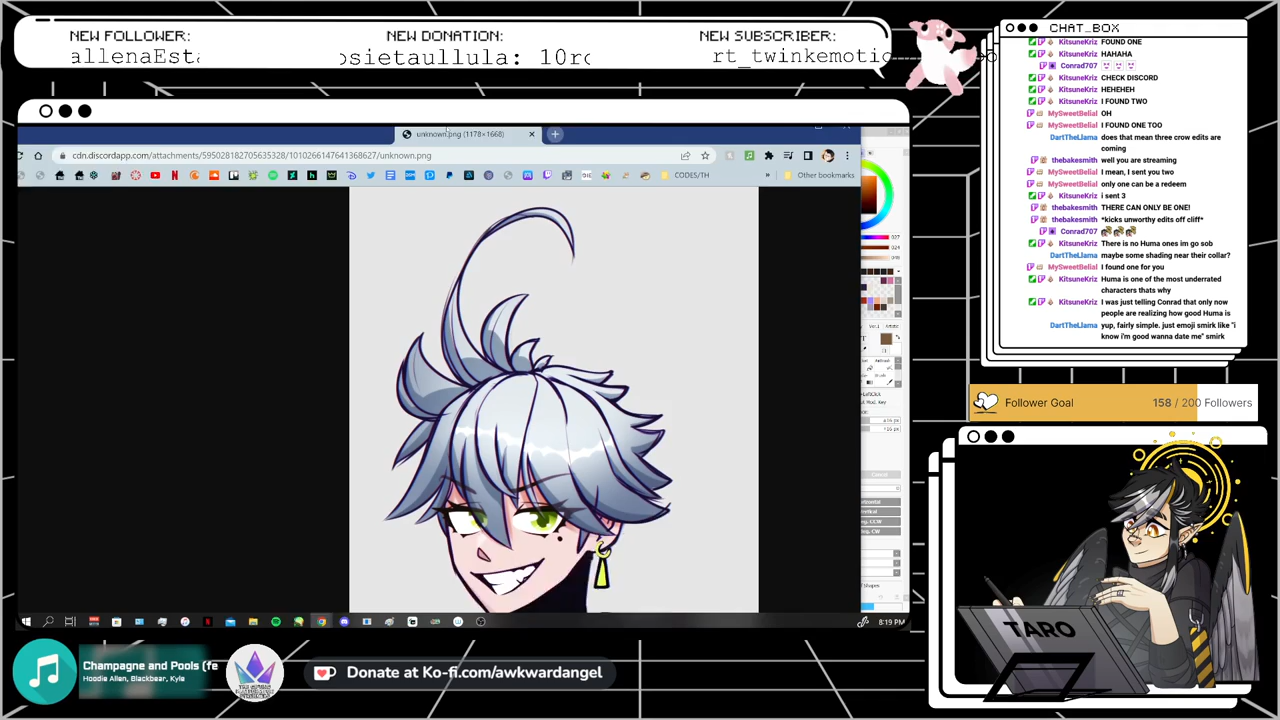 NEW FOLLOWER:
allenaEsta
NEW DONATION:
Oslevallula: 10rc
NEW SUBSCRIBER:
rt_twinkemotio
CHAT_BOX
KitsuneKriz FOUND ONE
KitsuneKriz HAHAHA
Conrad707
KitsuneKriz CHECK DISCORD
KitsuneKriz HEHEHEH
KitsuneKriz I FOUND TWO
MySweetBelial OH
MySweetBelial I FOUND ONE TOO
DartTheLlama does that mean three crow edits are
coming
thebakesmith well you are streaming
MySweetBelial I mean, I sent you two
MySweetBelial only one can be a redeem
KitsuneKriz i sent 3
thebakesmith THERE CAN ONLY BE ONE!
thebakesmith *kicks unworthy edits off cliff*
Conrad707
KitsuneKriz There is no Huma ones im go sob
DartTheLlama maybe some shading near their collar?
MySweetBelial I found one for you
KitsuneKriz Huma is one of the most underrated
characters thats why
KitsuneKriz I was just telling Conrad that only now
people are realizing how good Huma is
DartTheLlama yup, fairly simple. just emoji smirk like "i
know i'm good wanna date me" smirk
unknown.png (1178×1668)
cdn.discordapp.com/attachments/595028182705635328/1010266147641368627/unknown.png
CODES/TH
» Other bookmarks
8:19 PM
Follower Goal 158 / 200 Followers
TARO
Champagne and Pools (fe
Hoodie Allen, Blackbear, Kyle
Donate at Ko-fi.com/awkwardangel